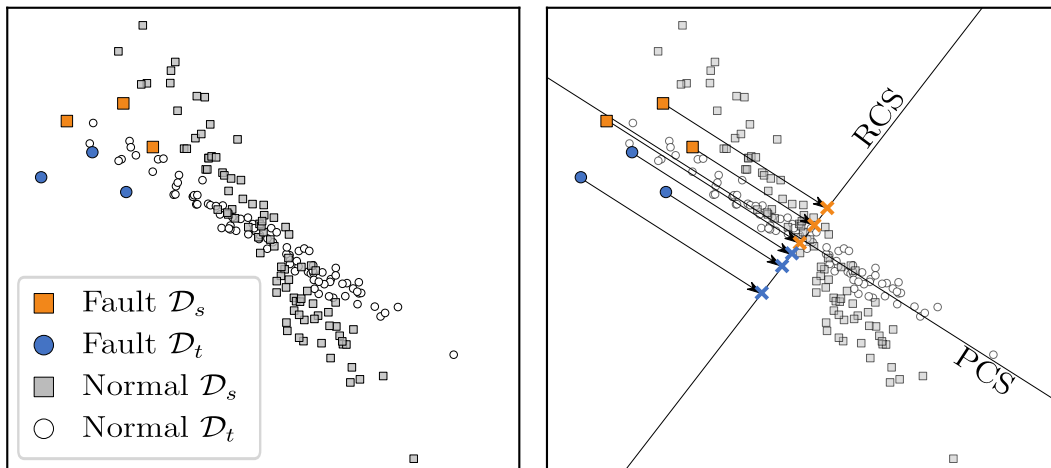 Fault 𝒟ₛ
Fault 𝒟ₜ
Normal 𝒟ₛ
Normal 𝒟ₜ
RCS
PCS